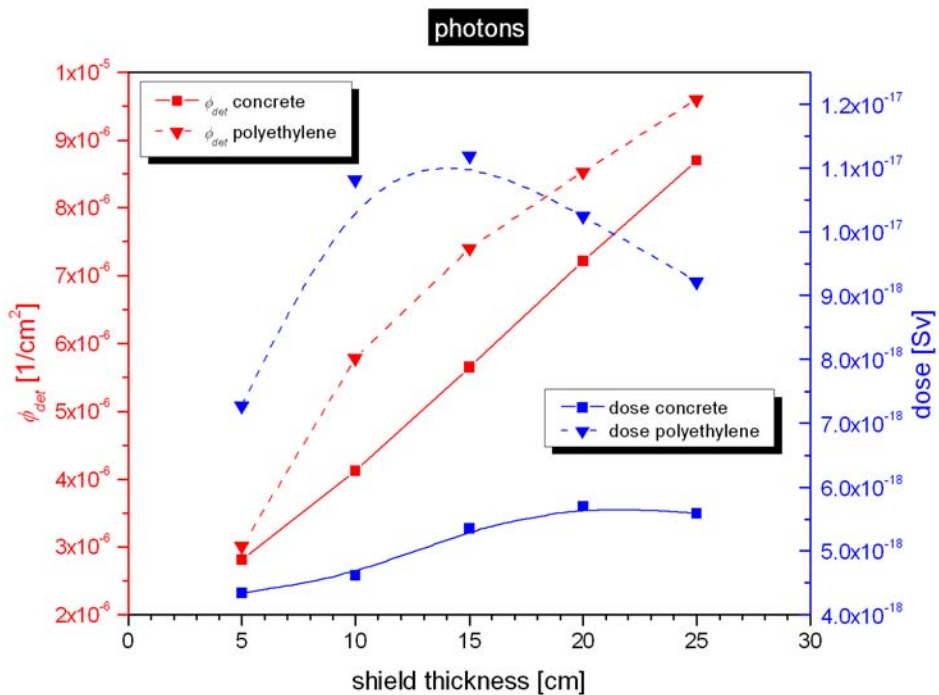 photons
ϕdet concrete
ϕdet polyethylene
1x10⁻⁵
9x10⁻⁶
8x10⁻⁶
7x10⁻⁶
6x10⁻⁶
5x10⁻⁶
4x10⁻⁶
3x10⁻⁶
2x10⁻⁶
ϕdet [1/cm²]
1.2x10⁻¹⁷
1.1x10⁻¹⁷
1.0x10⁻¹⁷
9.0x10⁻¹⁸
8.0x10⁻¹⁸
7.0x10⁻¹⁸
6.0x10⁻¹⁸
5.0x10⁻¹⁸
4.0x10⁻¹⁸
dose [Sv]
dose concrete
dose polyethylene
0 5 10 15 20 25 30
shield thickness [cm]